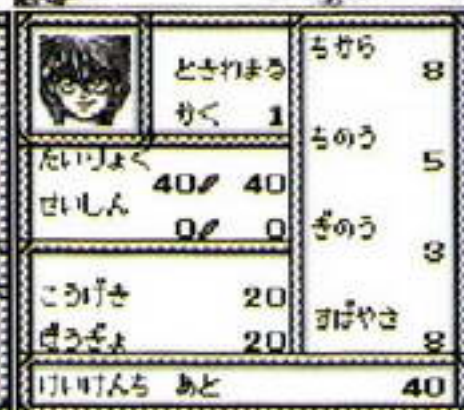 ときわまる
かく 1
たいりょく
40/ 40
せいしん
0/ 0
こうげき 20
ぼうぎょ 20
ちから
8
ちのう
5
ぎのう
3
すばやさ
8
けいけんち あと 40